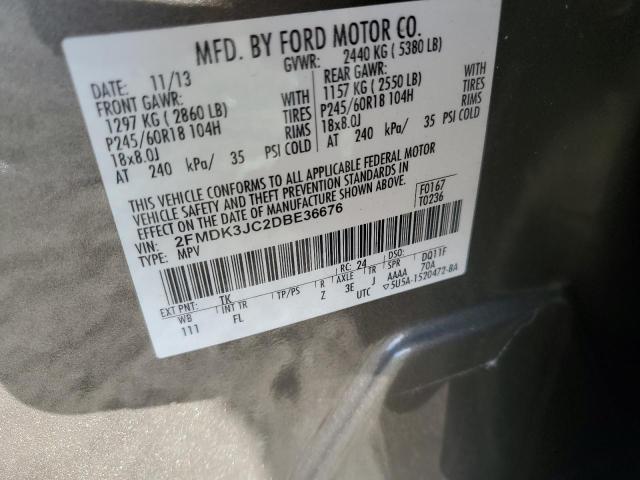 MFD. BY FORD MOTOR CO.
DATE: 11/13 GVWR: 2440 KG ( 5380 LB)
FRONT GAWR: REAR GAWR:
1297 KG ( 2860 LB) WITH 1157 KG ( 2550 LB) WITH
P245/60R18 104H TIRES P245/60R18 104H TIRES
18x8.0J RIMS 18x8.0J RIMS
AT 240 kPa/ 35 PSI COLD AT 240 kPa/ 35 PSI COLD
THIS VEHICLE CONFORMS TO ALL APPLICABLE FEDERAL MOTOR
VEHICLE SAFETY AND THEFT PREVENTION STANDARDS IN
EFFECT ON THE DATE OF MANUFACTURE SHOWN ABOVE. F0167
VIN: 2FMDK3JC2DBE36676 T0236
TYPE: MPV
EXT PNT: TK RC: 24 DSO:
WB INT TR TP/PS R AXLE TR SPR DQ11F
111 FL Z 3E J AAAA 70A
UTC ▽5U5A-1520472-BA